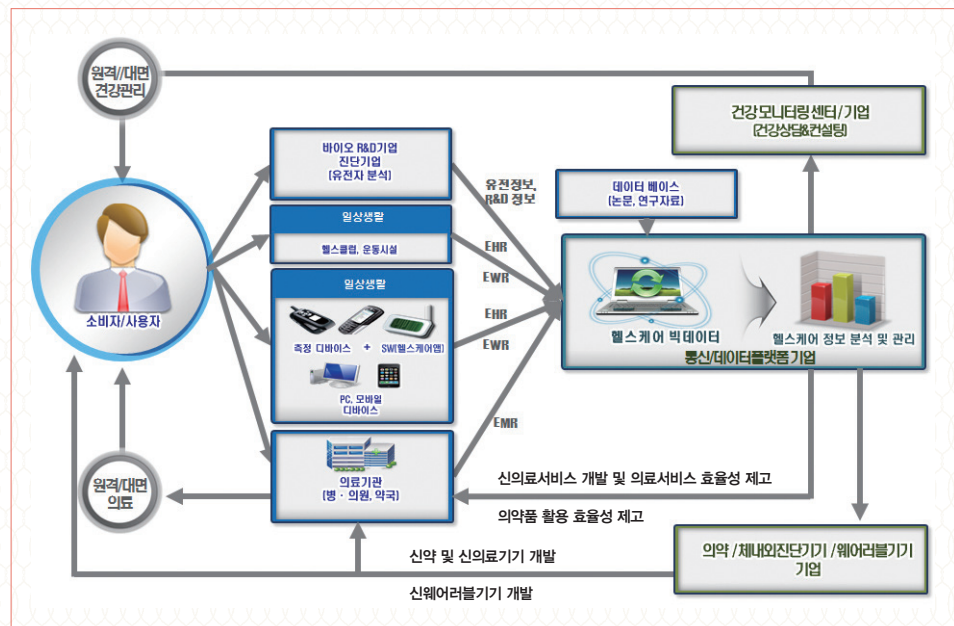 원격//대면
견강관리
건강모니터링센터/기업
(건강상담&컨설팅)
바이오 R&D기업
진단기업
(유전자 분석)
유전정보,
R&D 정보
데이터 베이스
(논문, 연구자료)
일상생활
헬스클럽, 운동시설
EHR
EWR
소비자/사용자
일상생활
측정 디바이스 + SW(헬스케어앱)
PC, 모바일
디바이스
EHR
EWR
헬스케어 빅데이터
헬스케어 정보 분석 및 관리
통신/데이터플랫폼 기업
EMR
원격/대면
의료
의료기관
(병·의원, 약국)
신의료서비스 개발 및 의료서비스 효율성 제고
의약품 활용 효율성 제고
신약 및 신의료기기 개발
신웨어러블기기 개발
의약/체내외진단기기/웨어러블기기
기업